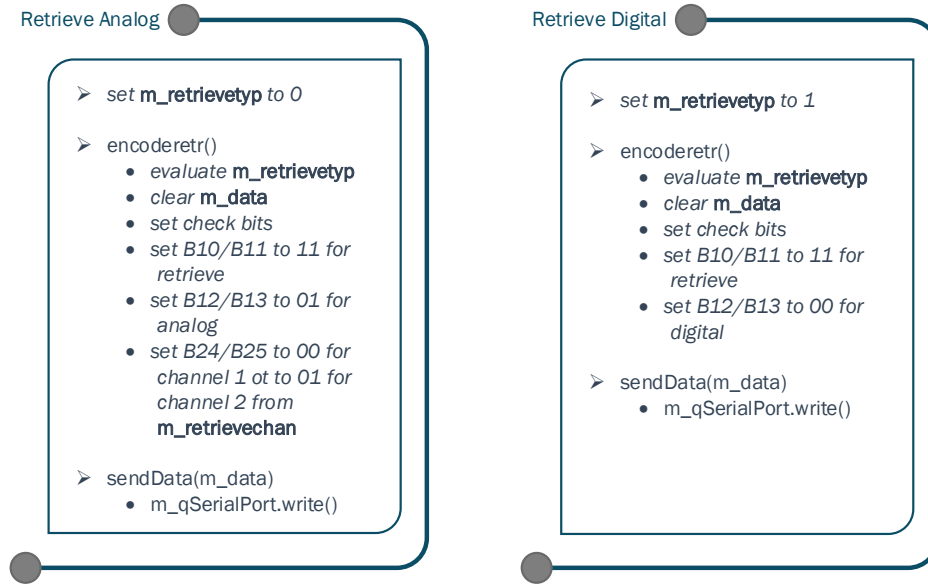 Retrieve Analog
➢ set m_retrievetyp to 0
➢ encoderetr()
• evaluate m_retrievetyp
• clear m_data
• set check bits
• set B10/B11 to 11 for
retrieve
• set B12/B13 to 01 for
analog
• set B24/B25 to 00 for
channel 1 ot to 01 for
channel 2 from
m_retrievechan
➢ sendData(m_data)
• m_qSerialPort.write()
Retrieve Digital
➢ set m_retrievetyp to 1
➢ encoderetr()
• evaluate m_retrievetyp
• clear m_data
• set check bits
• set B10/B11 to 11 for
retrieve
• set B12/B13 to 00 for
digital
➢ sendData(m_data)
• m_qSerialPort.write()